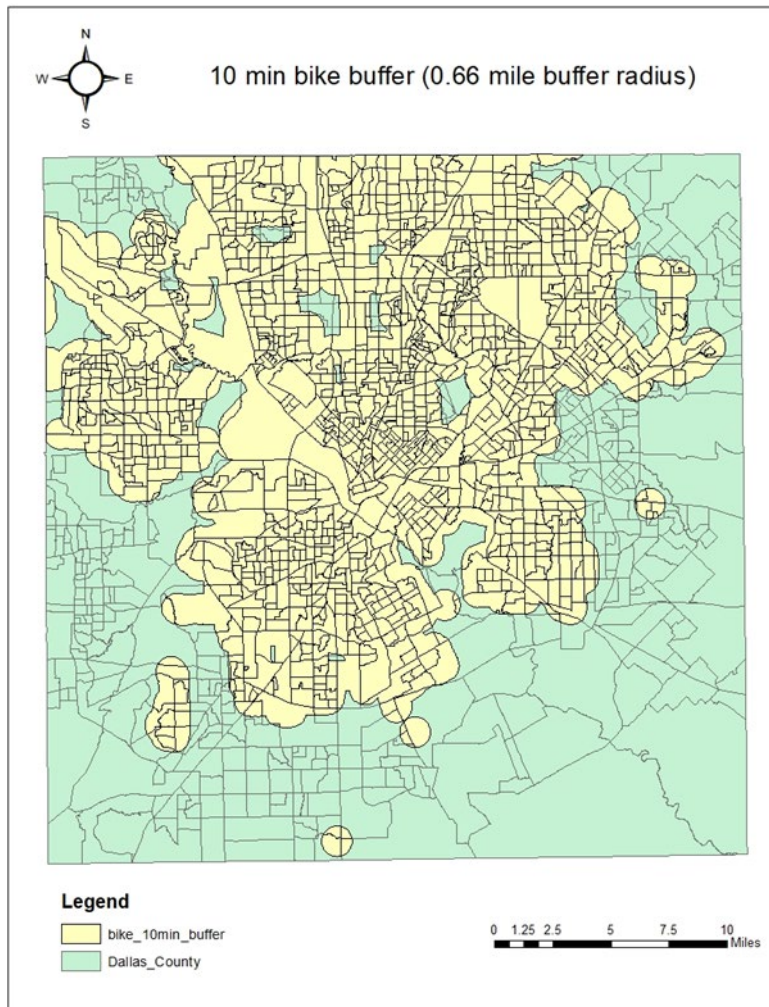 N
W E
S
10 min bike buffer (0.66 mile buffer radius)
Legend
bike_10min_buffer
Dallas_County
0 1.25 2.5 5 7.5 10
Miles